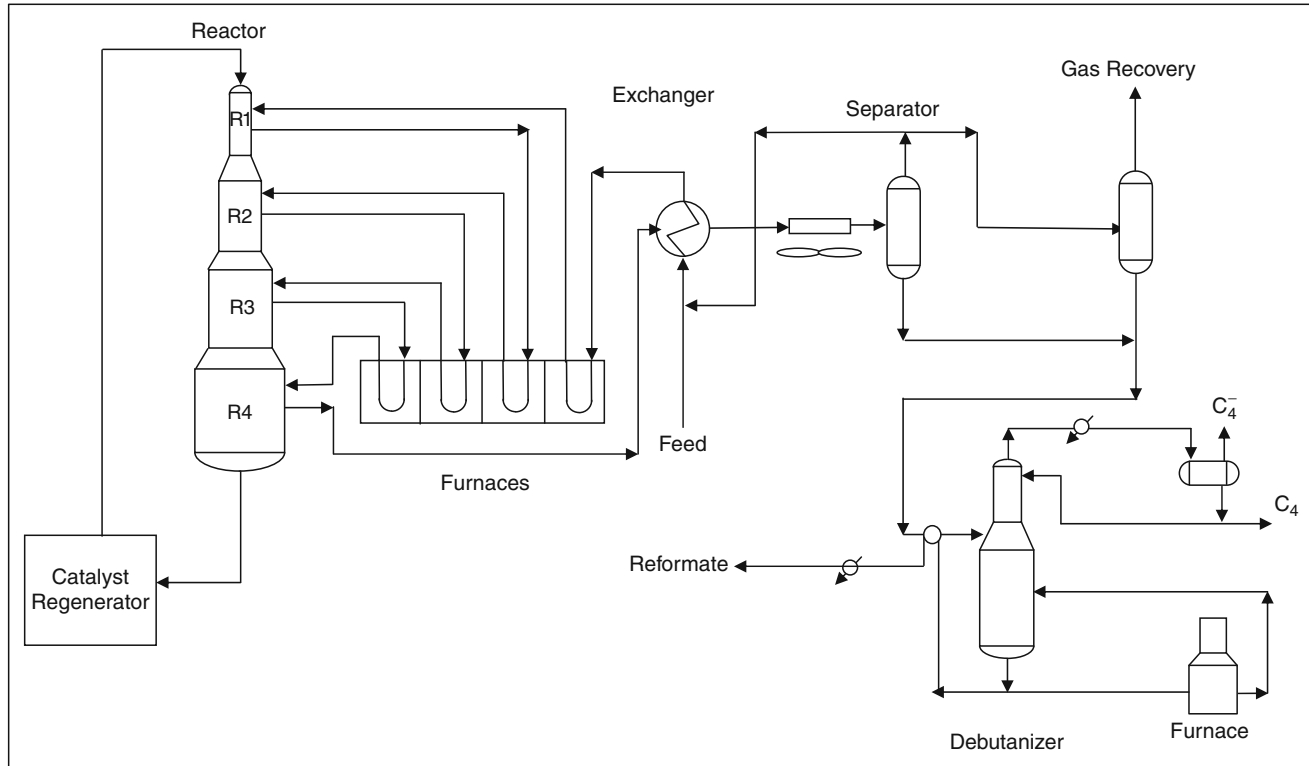 Reactor
Gas Recovery
Exchanger
Separator
R1
R2
R3
R4
Feed
Furnaces
C₄⁻
C₄
Reformate
Catalyst
Regenerator
Furnace
Debutanizer